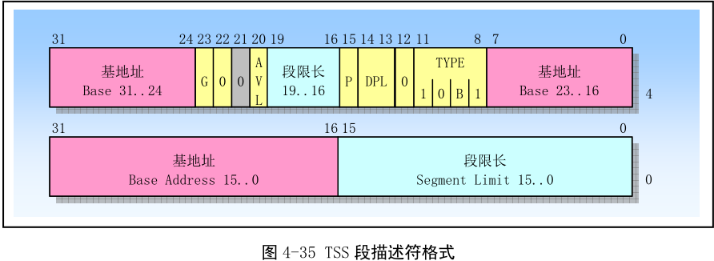 31 24 23 22 21 20 19 16 15 14 13 12 11 8 7 0
基地址 Base 31..24 G 0 0 AVL 段限长 19..16 P DPL 0 TYPE 1 0 B 1 基地址 Base 23..16 4
31 16 15 0
基地址 段限长
Base Address 15..0 Segment Limit 15..0 0
图 4-35 TSS 段描述符格式